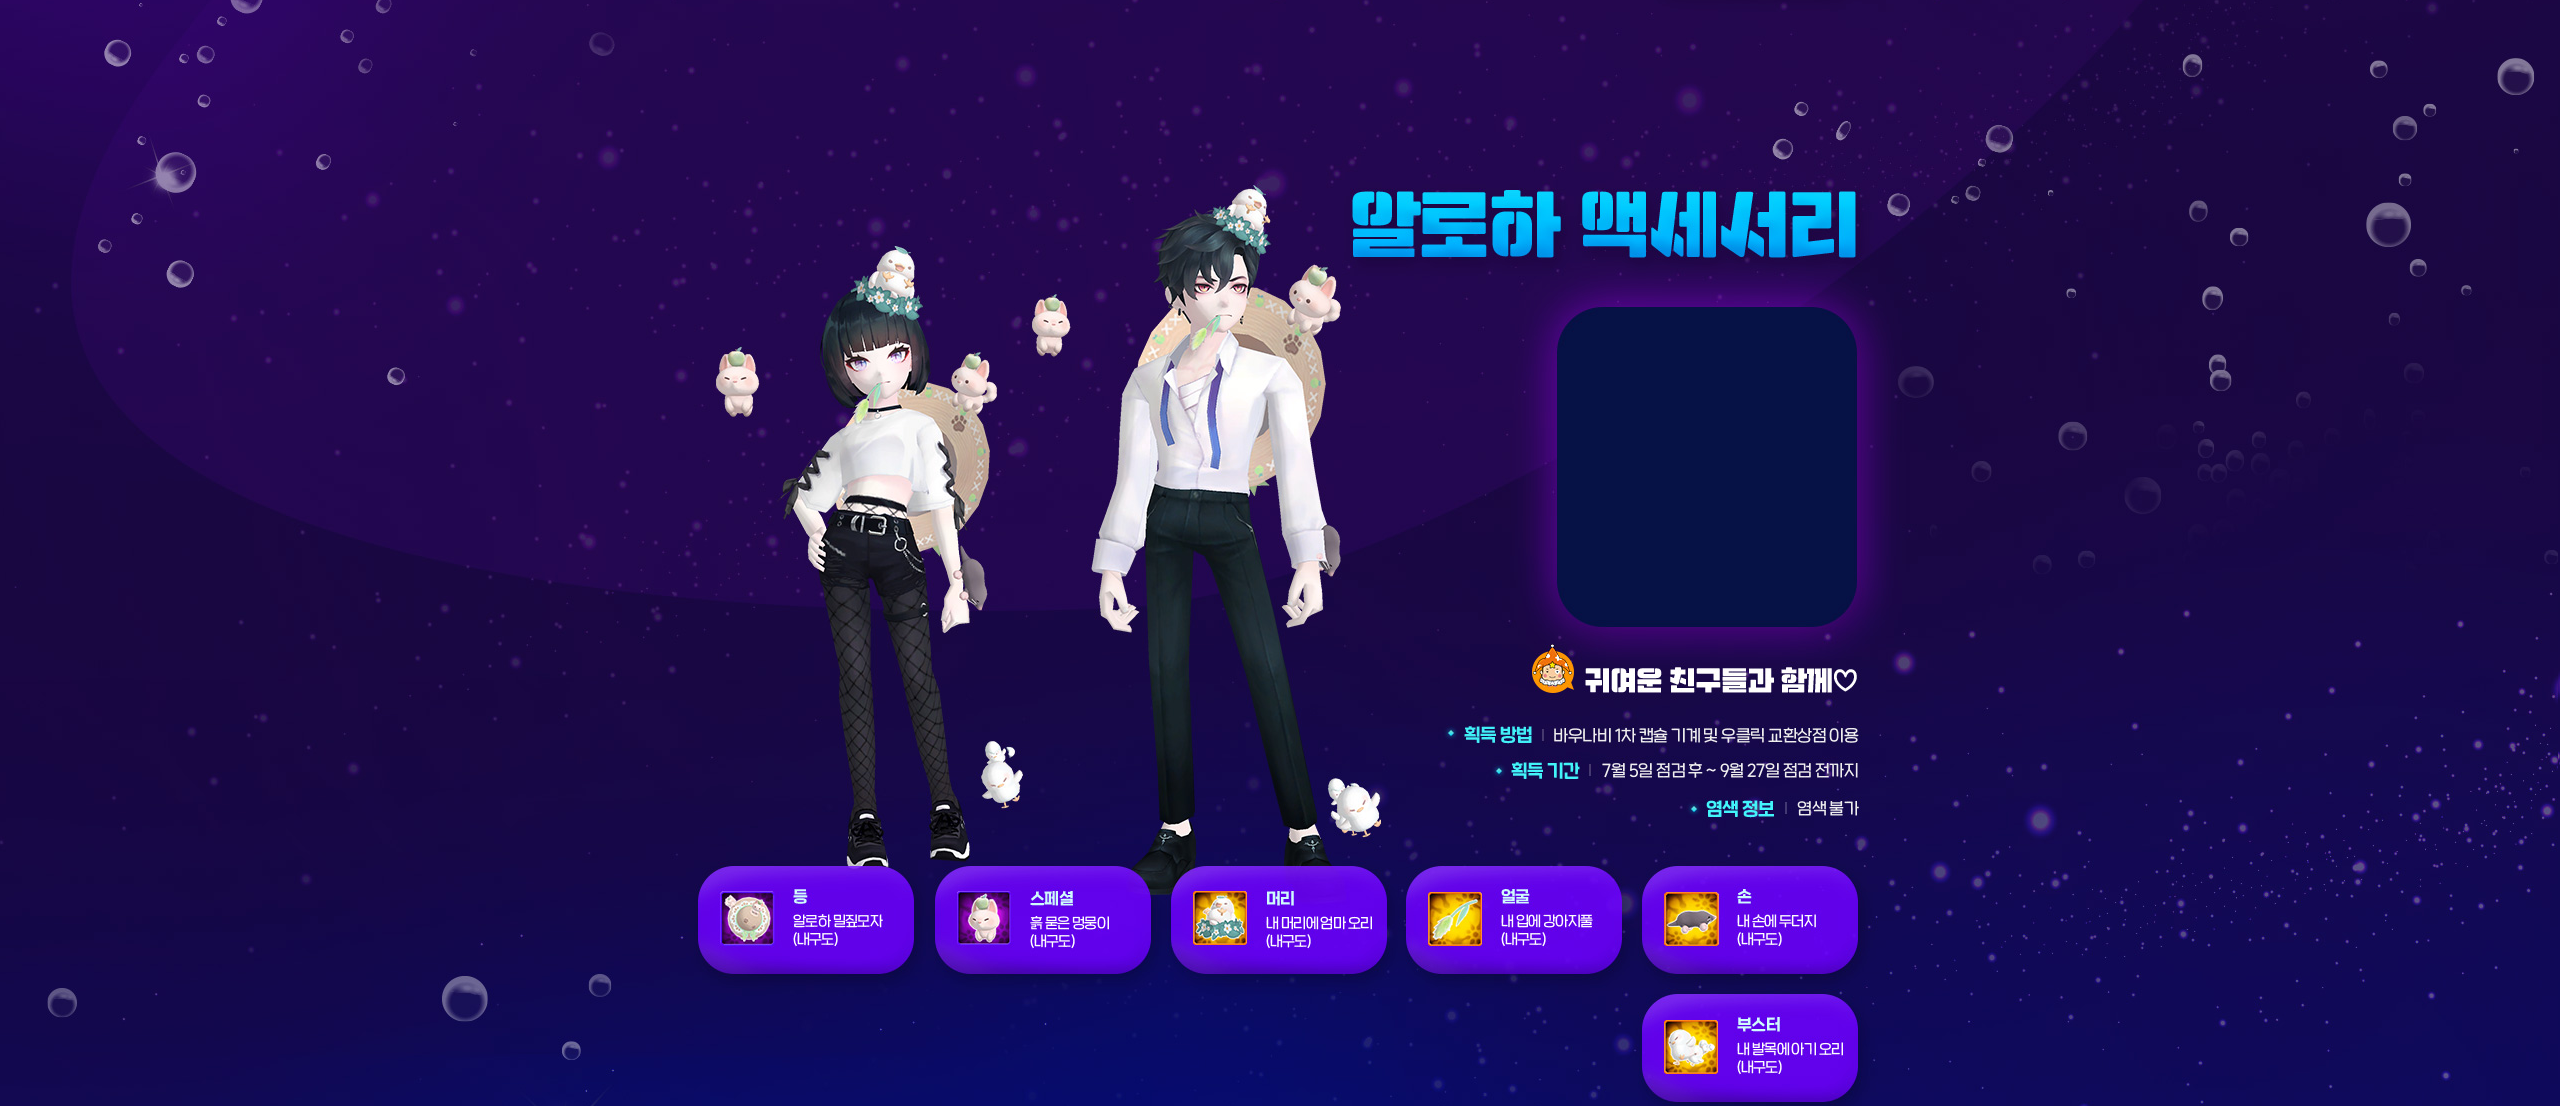 알로하 액세서리
귀여운 친구들과 함께♡
획득 방법 | 바우나비 1차 캡슐 기계 및 우클릭 교환상점 이용
획득 기간 | 7월 5일 점검 후 ~ 9월 27일 점검 전까지
염색 정보 | 염색 불가
등
알로하 밀짚모자
(내구도)
스페셜
흙 묻은 멍뭉이
(내구도)
머리
내 머리에 엄마 오리
(내구도)
얼굴
내 입에 강아지풀
(내구도)
손
내 손에 두더지
(내구도)
부스터
내 발목에 아기 오리
(내구도)